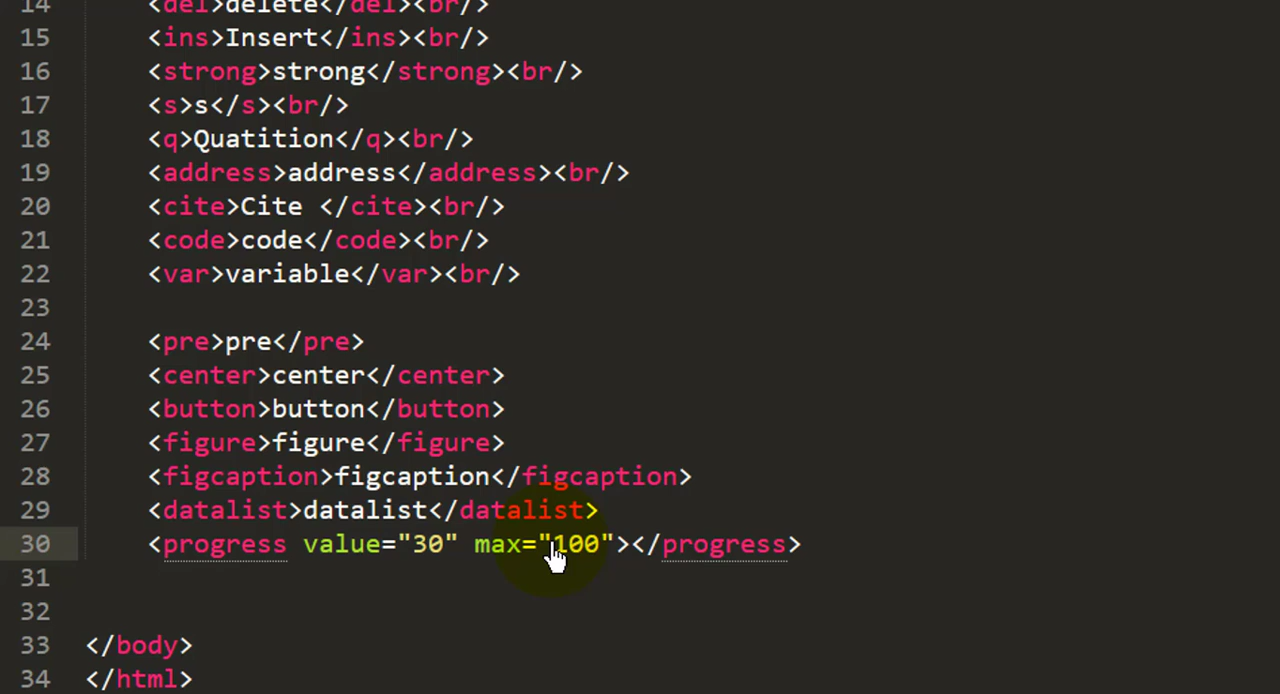 14 <del>delete</del><br/>
15 <ins>Insert</ins><br/>
16 <strong>strong</strong><br/>
17 <s>s</s><br/>
18 <q>Quatition</q><br/>
19 <address>address</address><br/>
20 <cite>Cite </cite><br/>
21 <code>code</code><br/>
22 <var>variable</var><br/>
23
24 <pre>pre</pre>
25 <center>center</center>
26 <button>button</button>
27 <figure>figure</figure>
28 <figcaption>figcaption</figcaption>
29 <datalist>datalist</datalist>
30 <progress value="30" max="100"></progress>
31
32
33 </body>
34 </html>